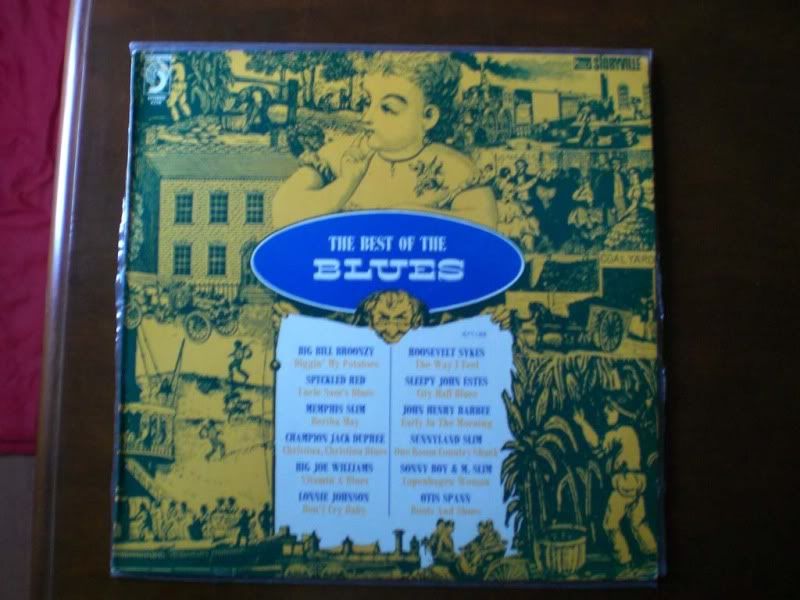 STORYVILLE
THE BEST OF THE
BLUES
COAL YARD
BIG BILL BROONZY
Diggin' My Potatoes
SPECKLED RED
Uncle Sam's Blues
MEMPHIS SLIM
Bertha May
CHAMPION JACK DUPREE
Christina, Christina Blues
BIG JOE WILLIAMS
Vitamin A Blues
LONNIE JOHNSON
Don't Cry Baby
ROOSEVELT SYKES
The Way I Feel
SLEEPY JOHN ESTES
City Hall Blues
JOHN HENRY BARBEE
Early In The Morning
SUNNYLAND SLIM
One Room Country Shack
SONNY BOY & M. SLIM
Copenhagen Woman
OTIS SPANN
Boots And Shoes